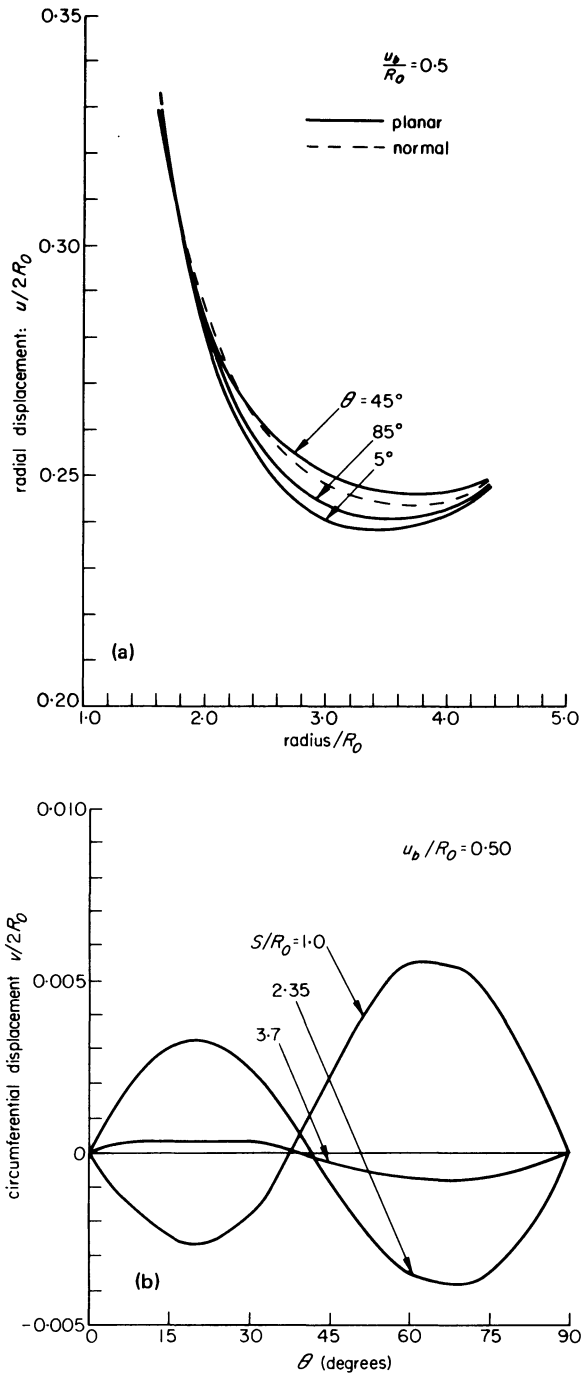 0·35
u_b/R_0 = 0.5
planar
normal
0·30
radial displacement: u/2R_0
θ = 45°
85°
5°
0·25
(a)
0·20
1·0
2·0
3·0
4·0
5·0
radius/R_0
0·010
u_b/R_0 = 0·50
circumferential displacement v/2R_0
S/R_0 = 1·0
0·005
2·35
3·7
0
(b)
-0·005
0
15
30
45
60
75
90
θ (degrees)